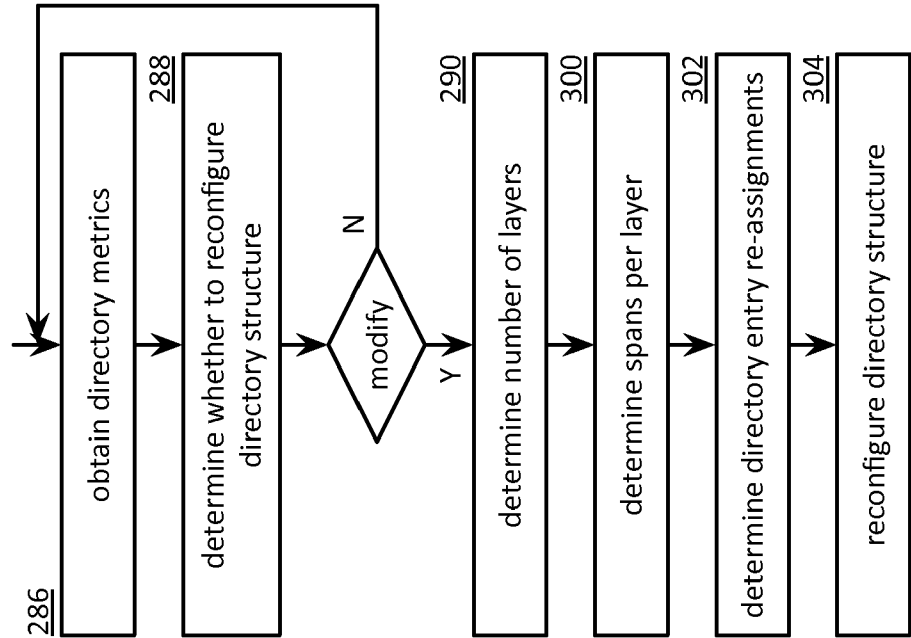 286
obtain directory metrics
288
determine whether to reconfigure
directory structure
modify
N
Y
290
determine number of layers
300
determine spans per layer
302
determine directory entry re-assignments
304
reconfigure directory structure